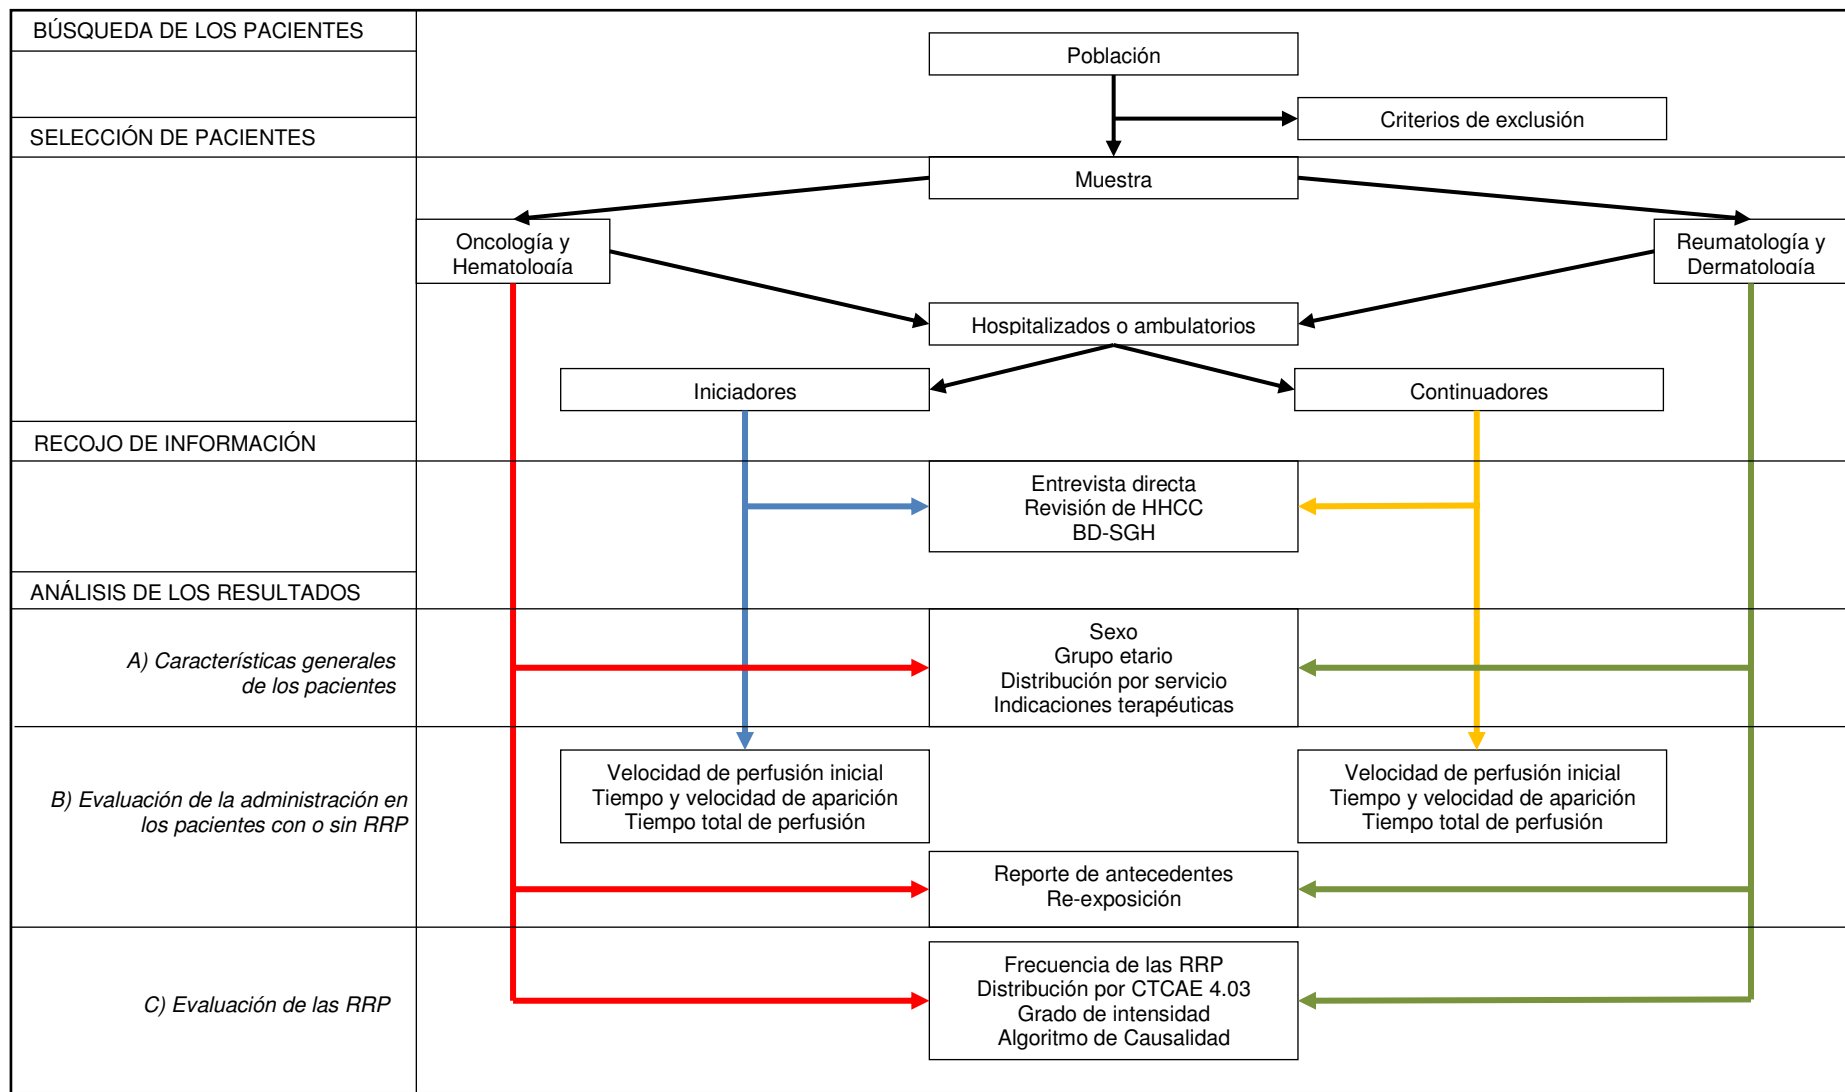 BÚSQUEDA DE LOS PACIENTES
Población
Criterios de exclusión
SELECCIÓN DE PACIENTES
Muestra
Oncología y
Hematología
Reumatología y
Dermatología
Hospitalizados o ambulatorios
Iniciadores
Continuadores
RECOJO DE INFORMACIÓN
Entrevista directa
Revisión de HHCC
BD-SGH
ANÁLISIS DE LOS RESULTADOS
A) Características generales
de los pacientes
Sexo
Grupo etario
Distribución por servicio
Indicaciones terapéuticas
B) Evaluación de la administración en
los pacientes con o sin RRP
Velocidad de perfusión inicial
Tiempo y velocidad de aparición
Tiempo total de perfusión
Velocidad de perfusión inicial
Tiempo y velocidad de aparición
Tiempo total de perfusión
Reporte de antecedentes
Re-exposición
C) Evaluación de las RRP
Frecuencia de las RRP
Distribución por CTCAE 4.03
Grado de intensidad
Algoritmo de Causalidad